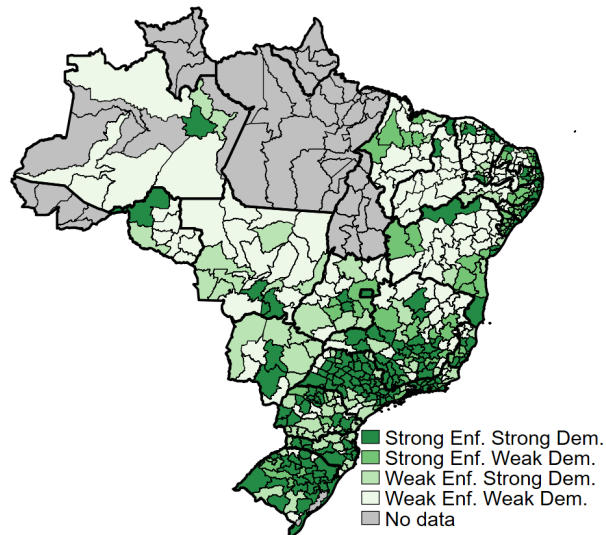 Strong Enf. Strong Dem.
Strong Enf. Weak Dem.
Weak Enf. Strong Dem.
Weak Enf. Weak Dem.
No data